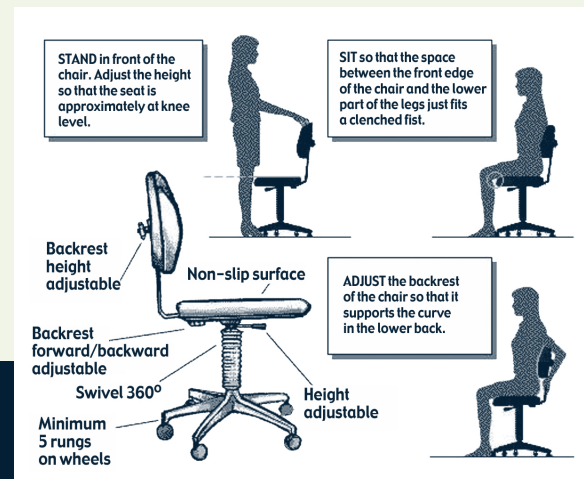 STAND in front of the
chair. Adjust the height
so that the seat is
approximately at knee
level.
SIT so that the space
between the front edge
of the chair and the lower
part of the legs just fits
a clenched fist.
Backrest
height
adjustable
Non-slip surface
ADJUST the backrest
of the chair so that it
supports the curve
in the lower back.
Backrest
forward/backward
adjustable
Swivel 360º
Height
adjustable
Minimum
5 rungs
on wheels